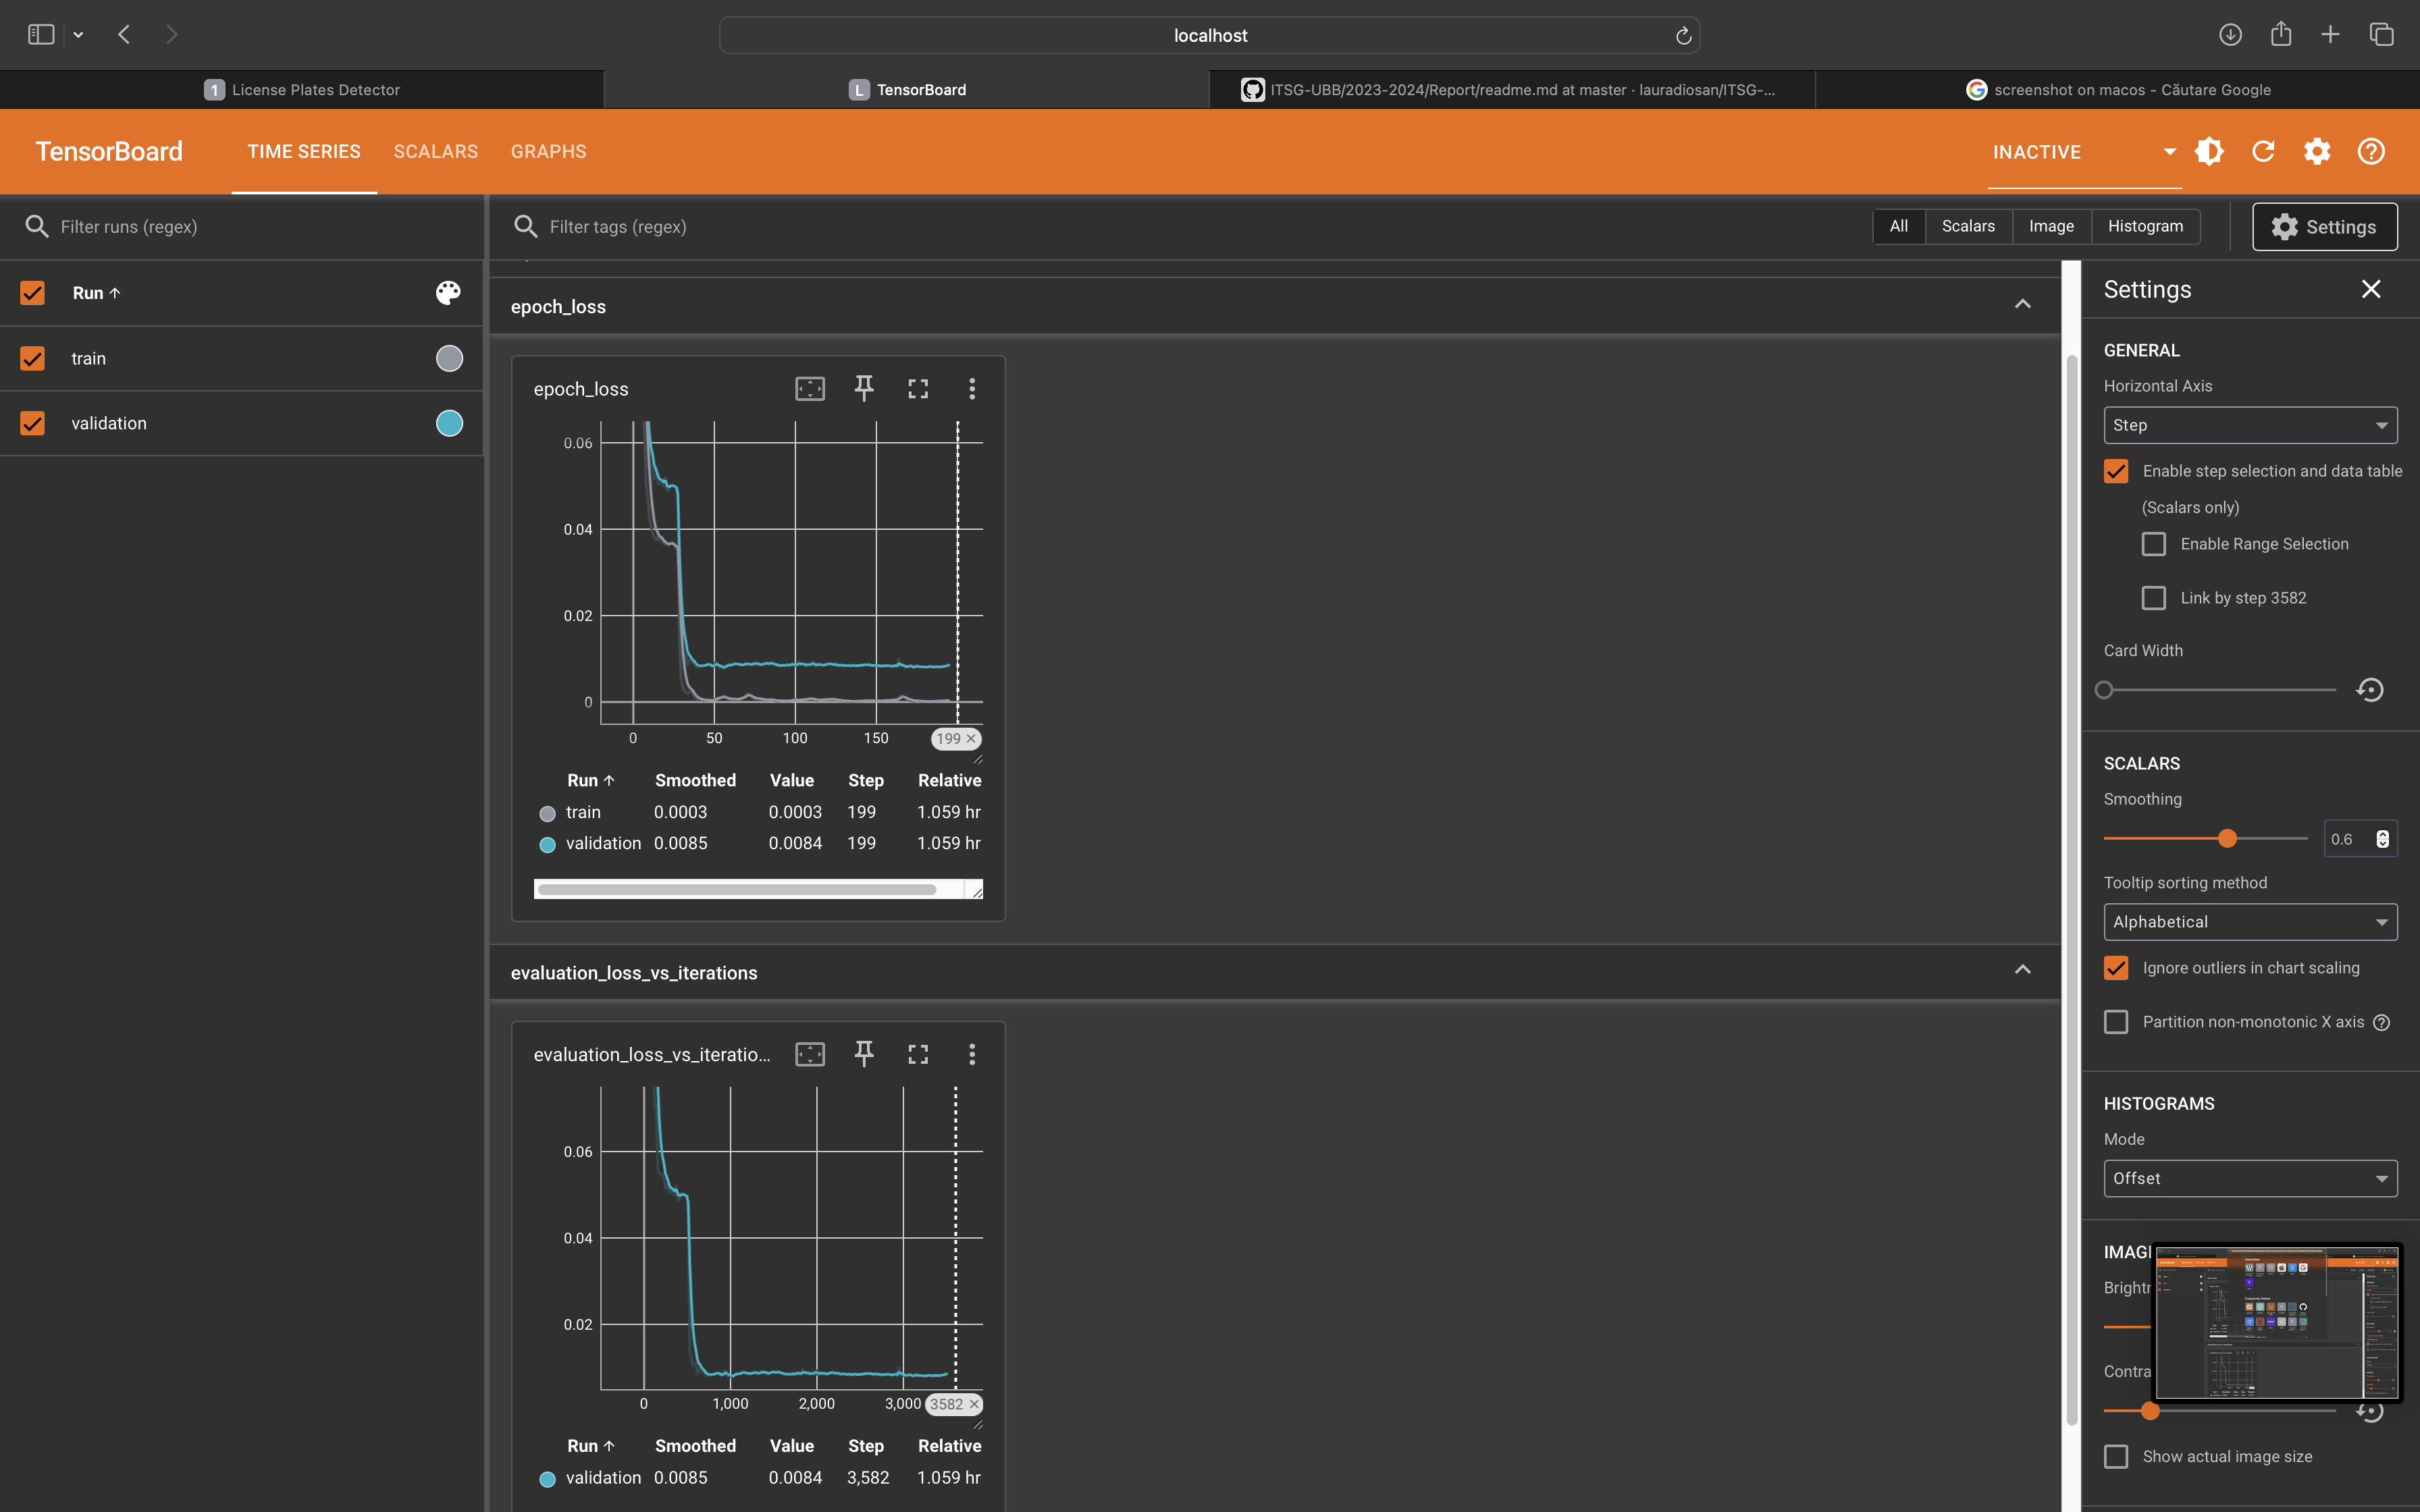 localhost
1 License Plates Detector
L TensorBoard
ITSG-UBB/2023-2024/Report/readme.md at master · lauradiosan/ITSG-...
screenshot on macos - Căutare Google
TensorBoard
TIME SERIES
SCALARS
GRAPHS
INACTIVE
Filter runs (regex)
Filter tags (regex)
All
Scalars
Image
Histogram
Settings
Run ↑
train
validation
epoch_loss
epoch_loss
0.06
0.04
0.02
0
0 50 100 150 199 ×
Run ↑ Smoothed Value Step Relative
train 0.0003 0.0003 199 1.059 hr
validation 0.0085 0.0084 199 1.059 hr
evaluation_loss_vs_iterations
evaluation_loss_vs_iteratio...
0.06
0.04
0.02
0 1,000 2,000 3,000 3582 ×
Run ↑ Smoothed Value Step Relative
validation 0.0085 0.0084 3,582 1.059 hr
Settings
GENERAL
Horizontal Axis
Step
Enable step selection and data table
(Scalars only)
Enable Range Selection
Link by step 3582
Card Width
SCALARS
Smoothing
0.6
Tooltip sorting method
Alphabetical
Ignore outliers in chart scaling
Partition non-monotonic X axis
HISTOGRAMS
Mode
Offset
IMAG
Brightn
Contra
Show actual image size